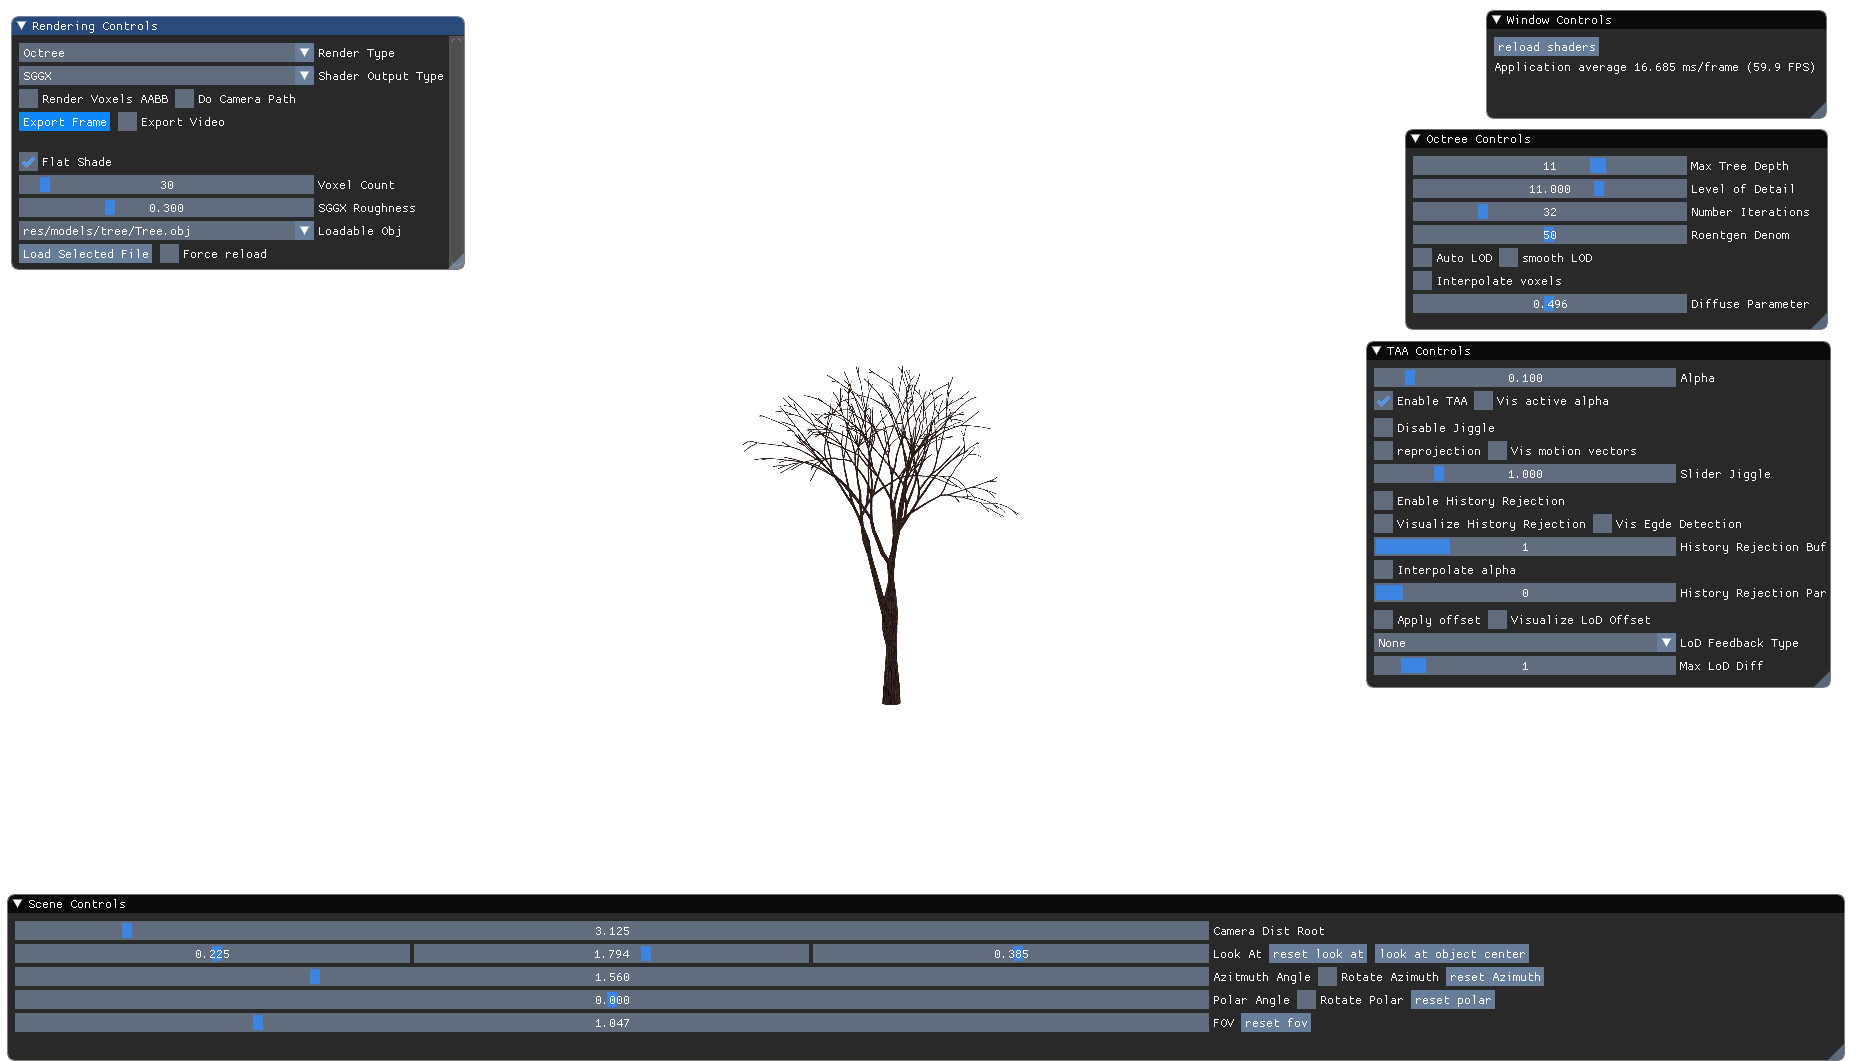 Rendering Controls
Octree Render Type
SGGX Shader Output Type
Render Voxels AABB Do Camera Path
Export Frame Export Video
Flat Shade
30 Voxel Count
0.300 SGGX Roughness
res/models/tree/Tree.obj Loadable Obj
Load Selected File Force reload
Window Controls
reload shaders
Application average 16.685 ms/frame (59.9 FPS)
Octree Controls
11 Max Tree Depth
11.000 Level of Detail
32 Number Iterations
50 Roentgen Denom
Auto LOD smooth LOD
Interpolate voxels
0.496 Diffuse Parameter
TAA Controls
0.100 Alpha
Enable TAA Vis active alpha
Disable Jiggle
reprojection Vis motion vectors
1.000 Slider Jiggle
Enable History Rejection
Visualize History Rejection Vis Egde Detection
1 History Rejection Buf
Interpolate alpha
0 History Rejection Par
Apply offset Visualize LoD Offset
None LoD Feedback Type
1 Max LoD Diff
Scene Controls
3.125 Camera Dist Root
0.225 1.794 0.385 Look At reset look at look at object center
1.560 Azitmuth Angle Rotate Azimuth reset Azimuth
0.000 Polar Angle Rotate Polar reset polar
1.047 FOV reset fov